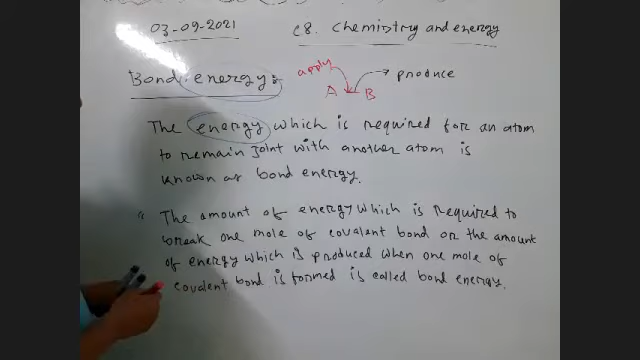 03-09-2021 C8. Chemistry and energy
Bond energy:
apply
A B
produce
The energy which is required for an atom
to remain joint with another atom is
known as bond energy.
" The amount of energy which is required to
break one mole of covalent bond or the amount
of energy which is produced when one mole of
covalent bond is formed is called bond energy.